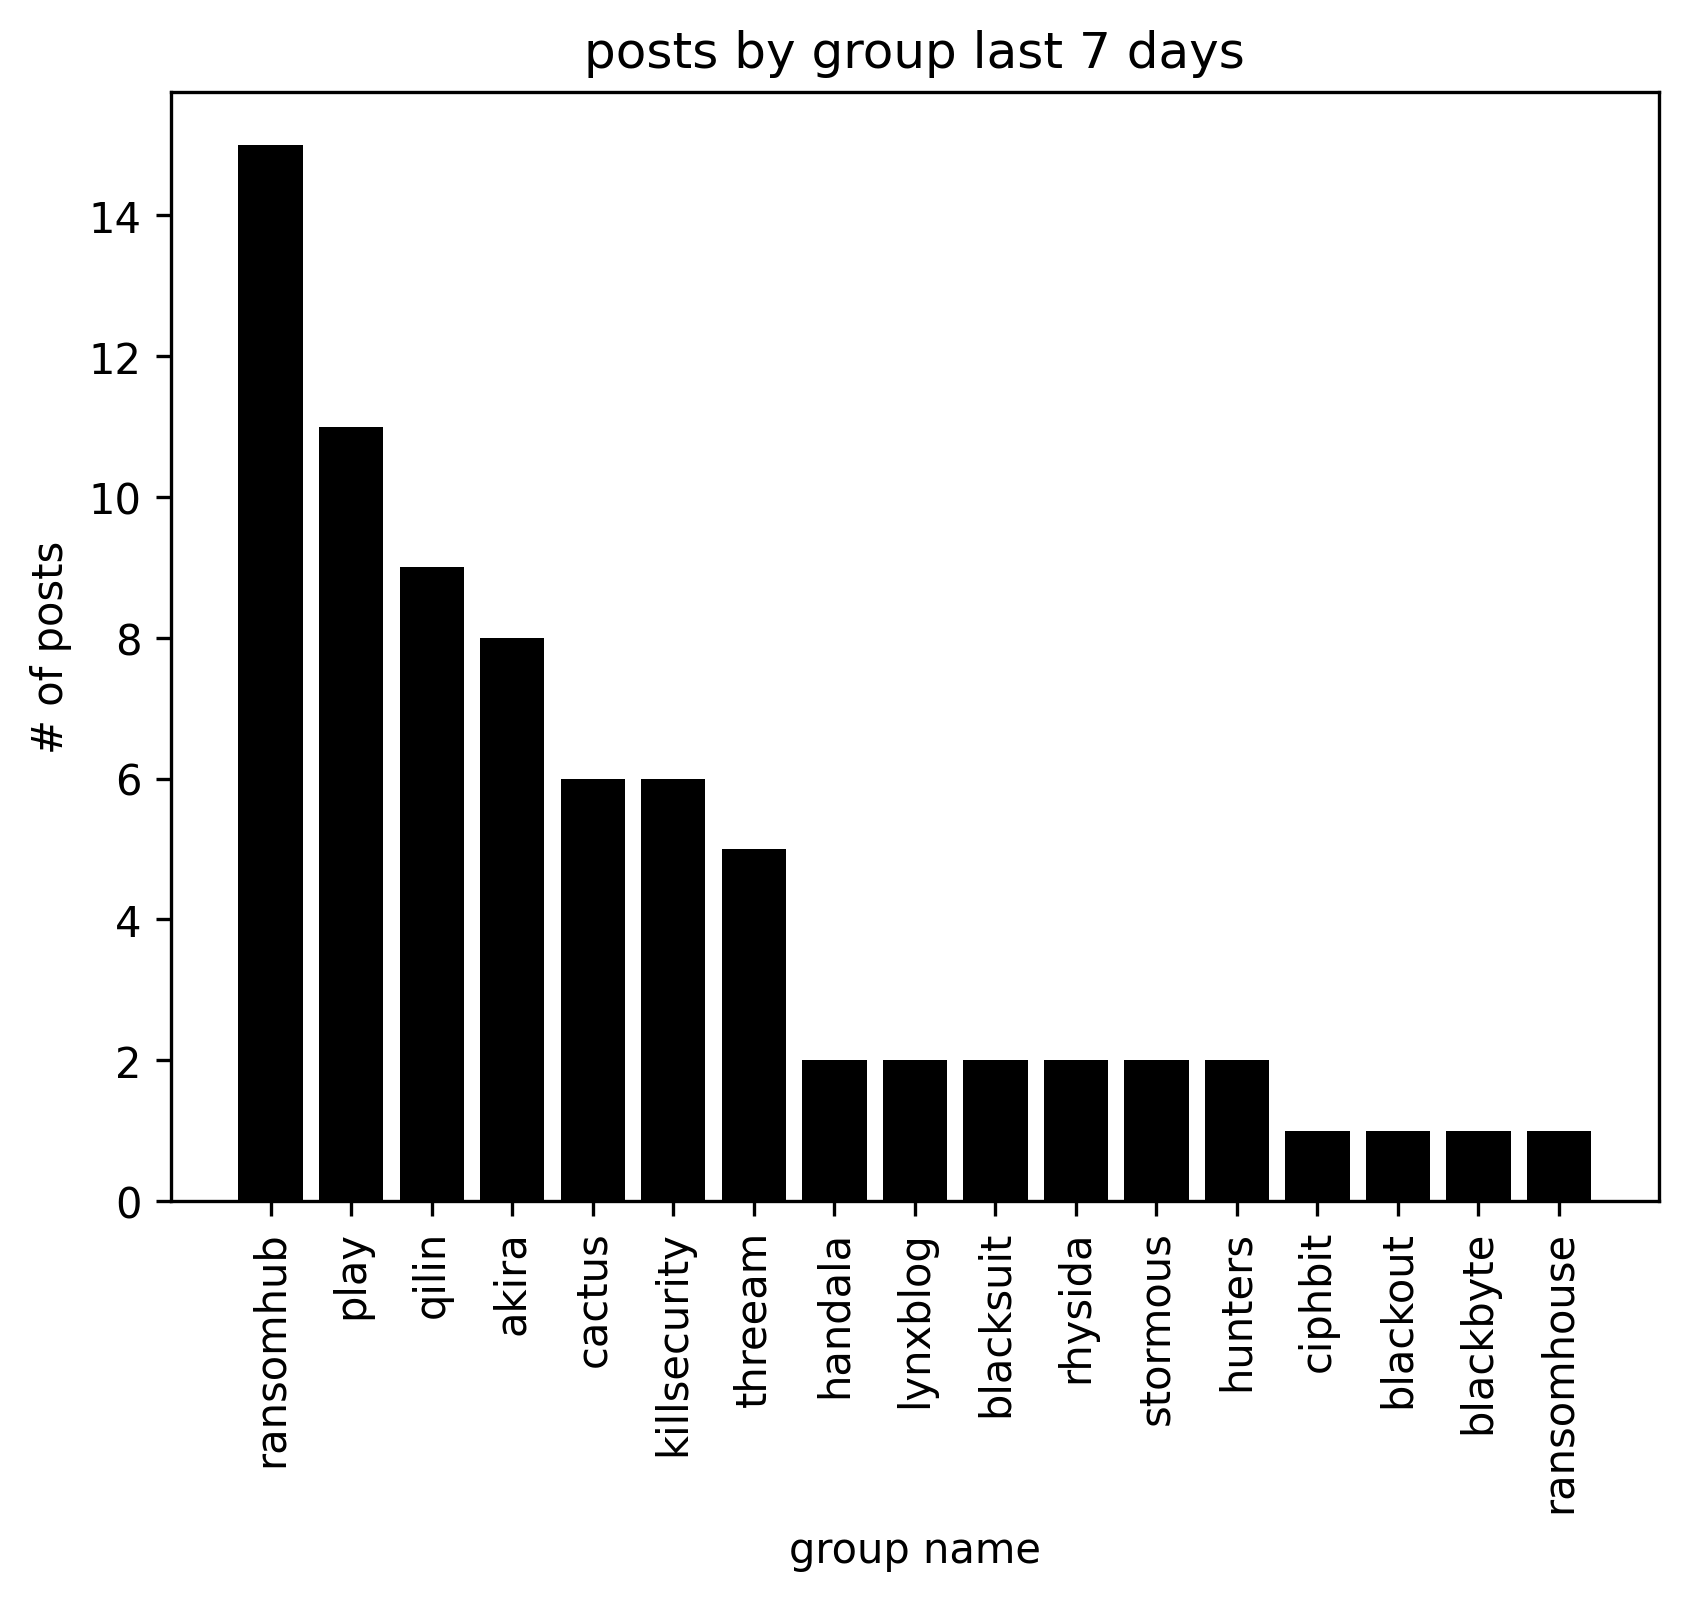 posts by group last 7 days
14
12
10
8
6
4
2
0
# of posts
ransomhub
play
qilin
akira
cactus
killsecurity
threeam
handala
lynxblog
blacksuit
rhysida
stormous
hunters
ciphbit
blackout
blackbyte
ransomhouse
group name